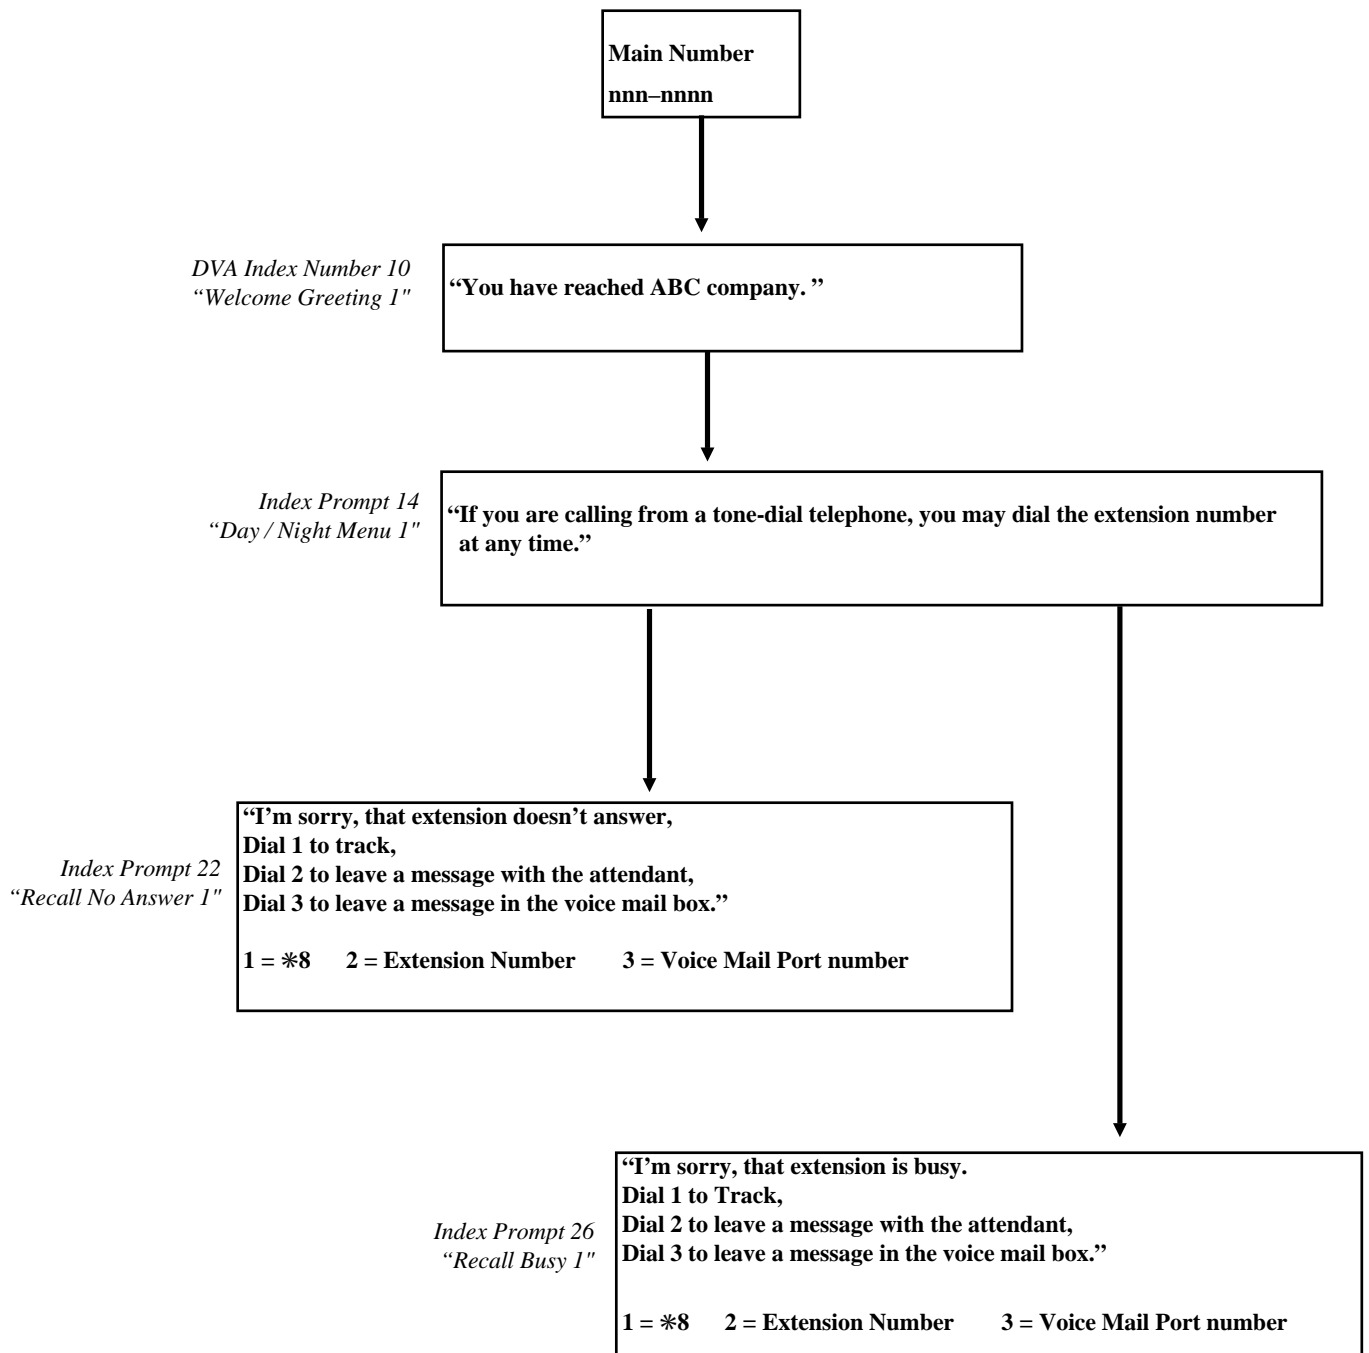 Main Number
nnn–nnnn
DVA Index Number 10
“Welcome Greeting 1"
“You have reached ABC company. ”
Index Prompt 14
“Day / Night Menu 1"
“If you are calling from a tone-dial telephone, you may dial the extension number
at any time.”
Index Prompt 22
“Recall No Answer 1"
“I’m sorry, that extension doesn’t answer,
Dial 1 to track,
Dial 2 to leave a message with the attendant,
Dial 3 to leave a message in the voice mail box.”
1 = ✳8 2 = Extension Number 3 = Voice Mail Port number
Index Prompt 26
“Recall Busy 1"
“I’m sorry, that extension is busy.
Dial 1 to Track,
Dial 2 to leave a message with the attendant,
Dial 3 to leave a message in the voice mail box.”
1 = ✳8 2 = Extension Number 3 = Voice Mail Port number